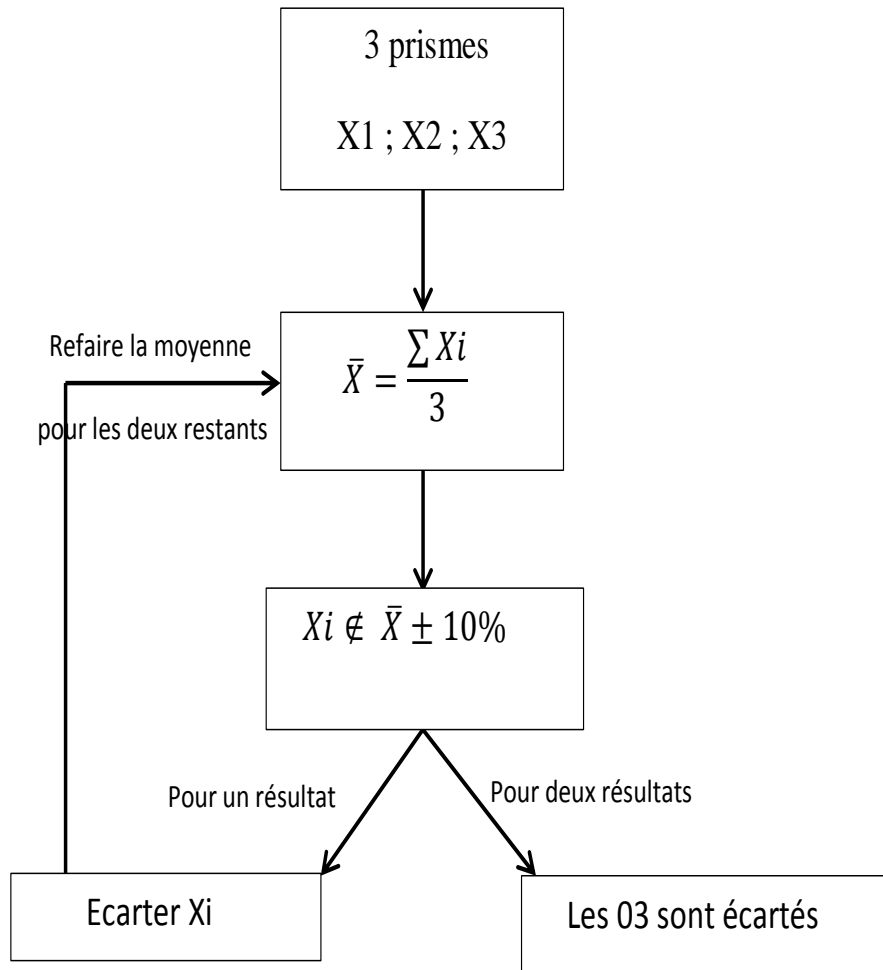 3 prismes
X1 ; X2 ; X3
Refaire la moyenne
pour les deux restants
X̄ = ∑ Xi / 3
Xi ∉ X̄ ± 10%
Pour un résultat
Pour deux résultats
Ecarter Xi
Les 03 sont écartés